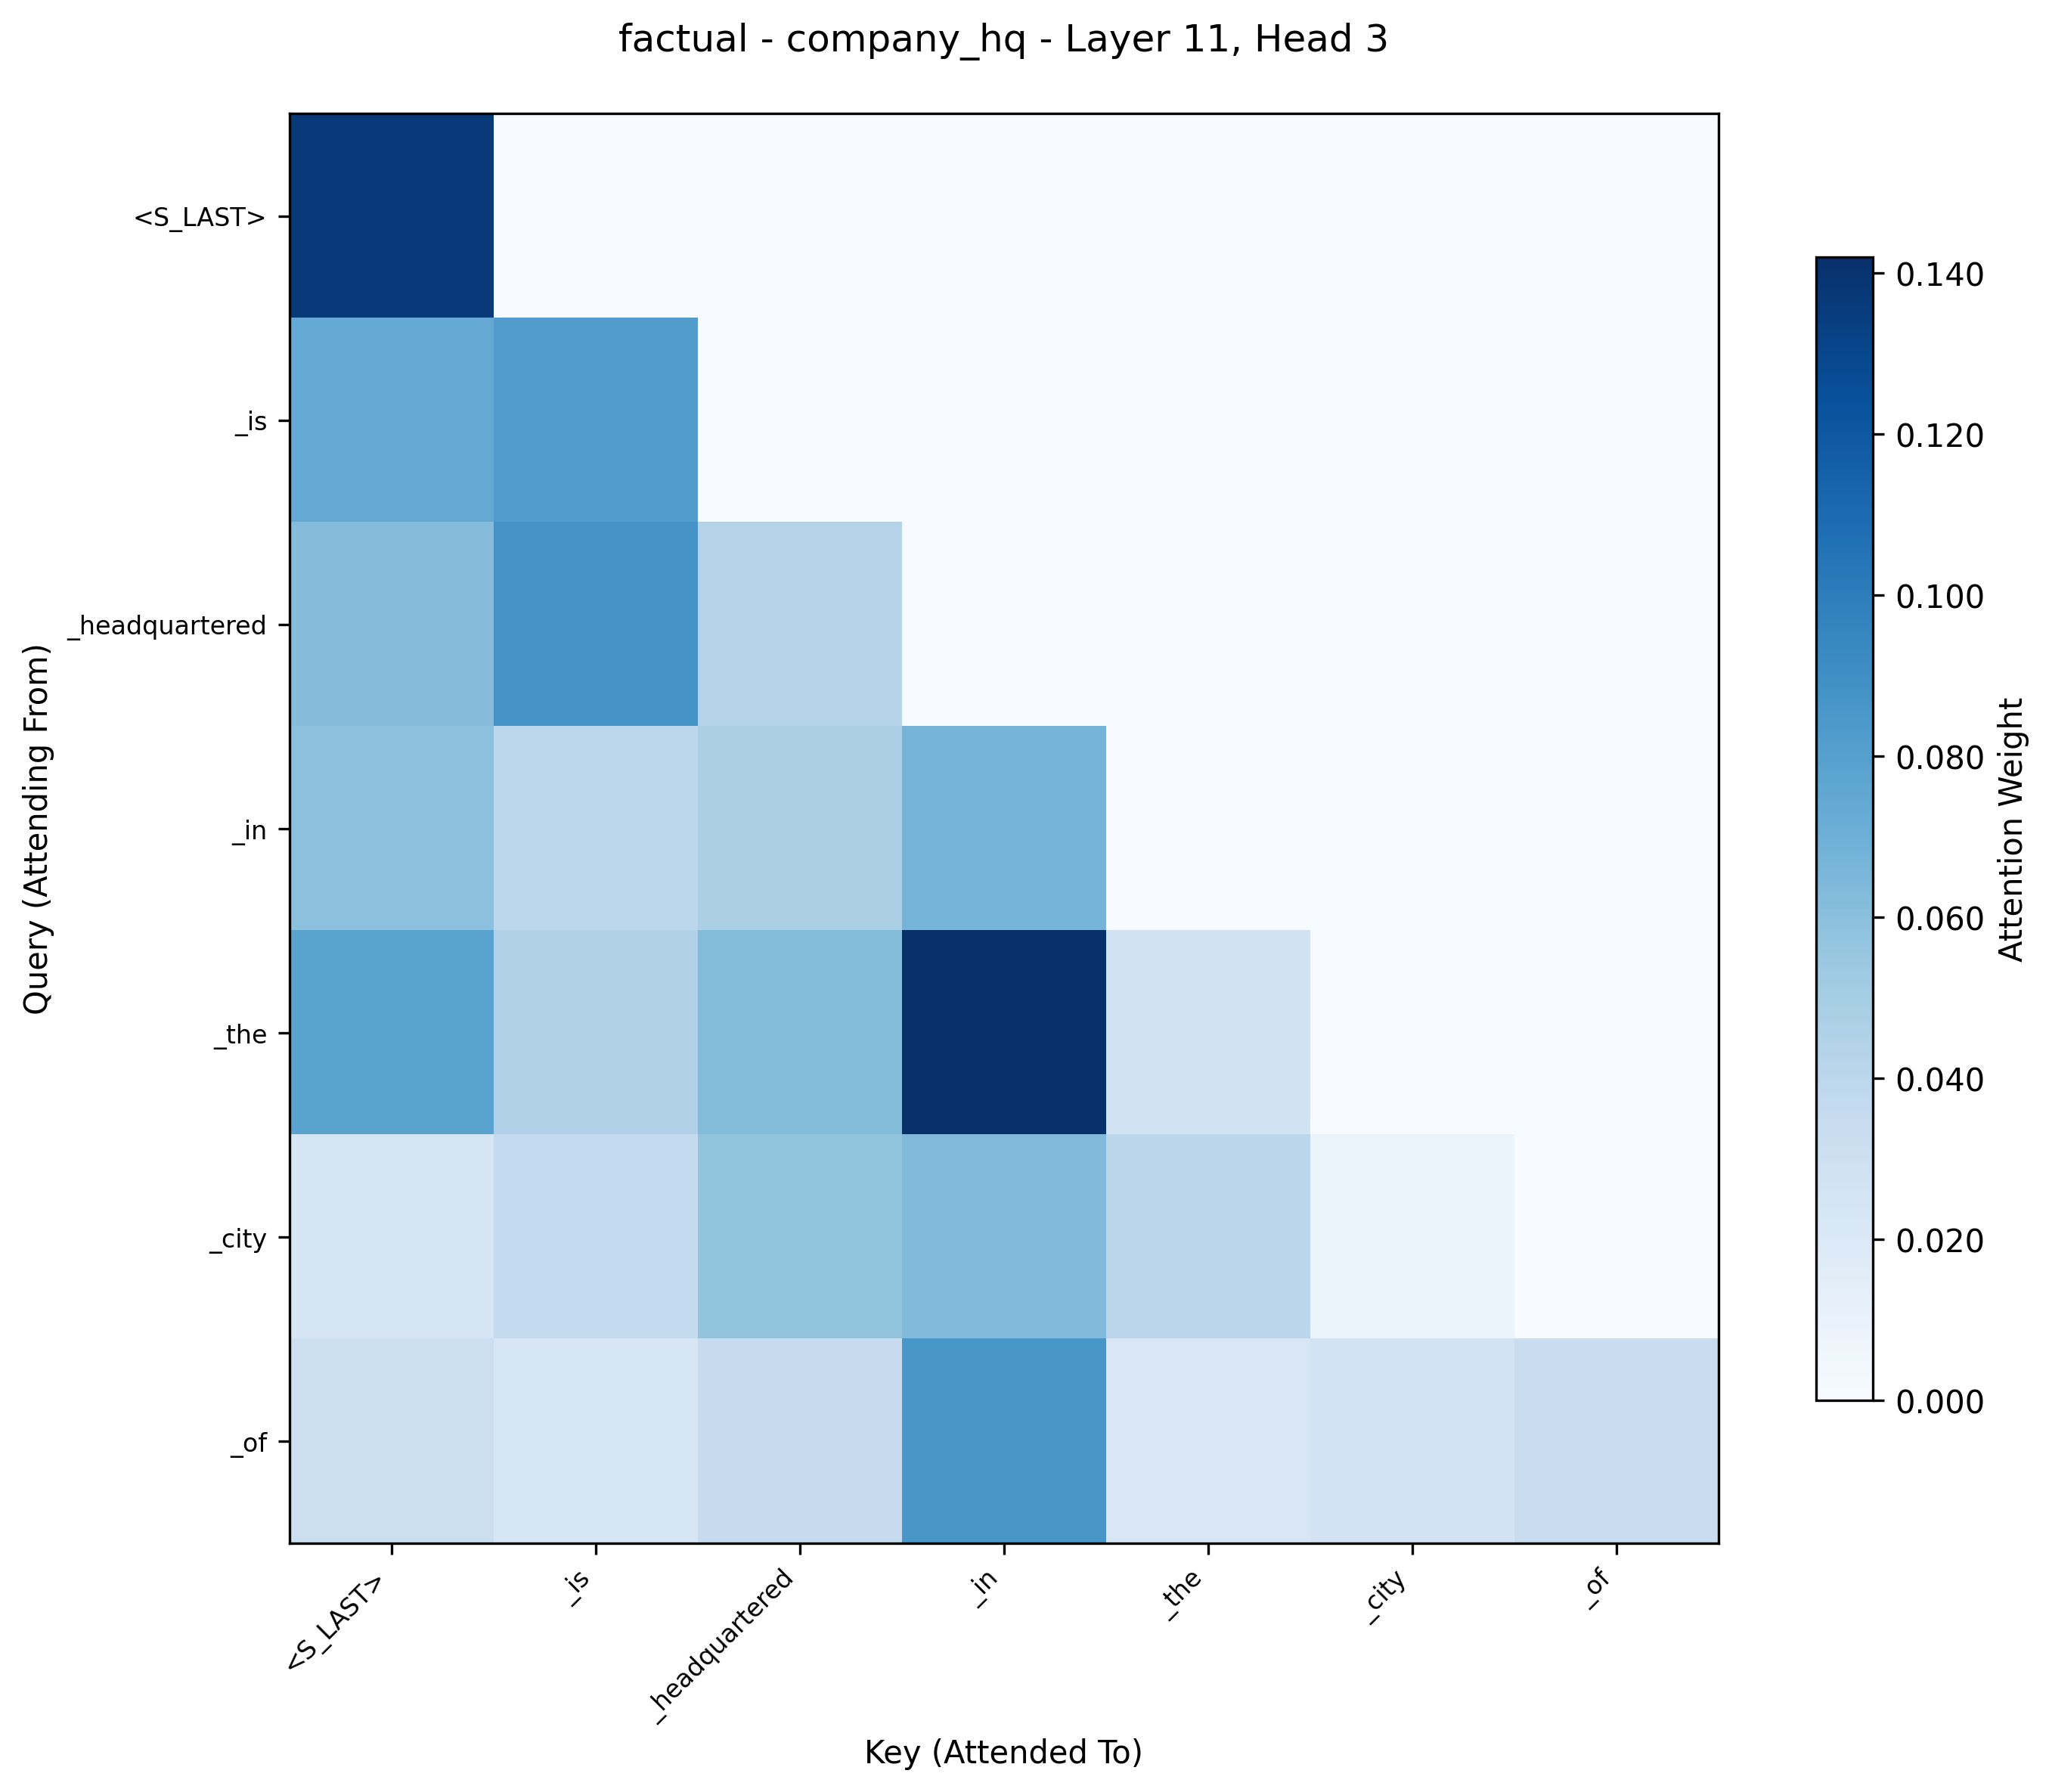 factual - company_hq - Layer 11, Head 3
Query (Attending From)
<S_LAST>
_is
_headquartered
_in
_the
_city
_of
<S_LAST>
_is
_headquartered
_in
_the
_city
_of
Key (Attended To)
0.140
0.120
0.100
0.080
0.060
0.040
0.020
0.000
Attention Weight